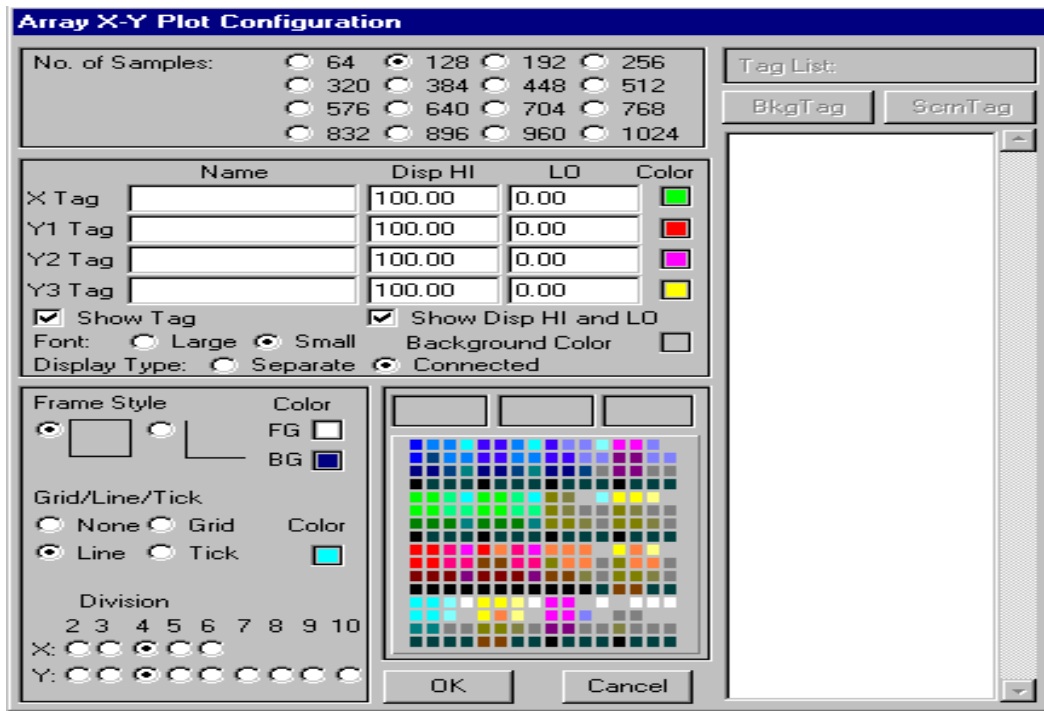 Array X-Y Plot Configuration
No. of Samples: 64 128 192 256
320 384 448 512
576 640 704 768
832 896 960 1024
Tag List:
BkgTag ScrnTag
Name Disp HI LO Color
X Tag 100.00 0.00
Y1 Tag 100.00 0.00
Y2 Tag 100.00 0.00
Y3 Tag 100.00 0.00
Show Tag Show Disp HI and LO
Font: Large Small Background Color
Display Type: Separate Connected
Frame Style Color
FG
BG
Grid/Line/Tick
None Grid Color
Line Tick
Division
2 3 4 5 6 7 8 9 10
X:
Y:
OK Cancel